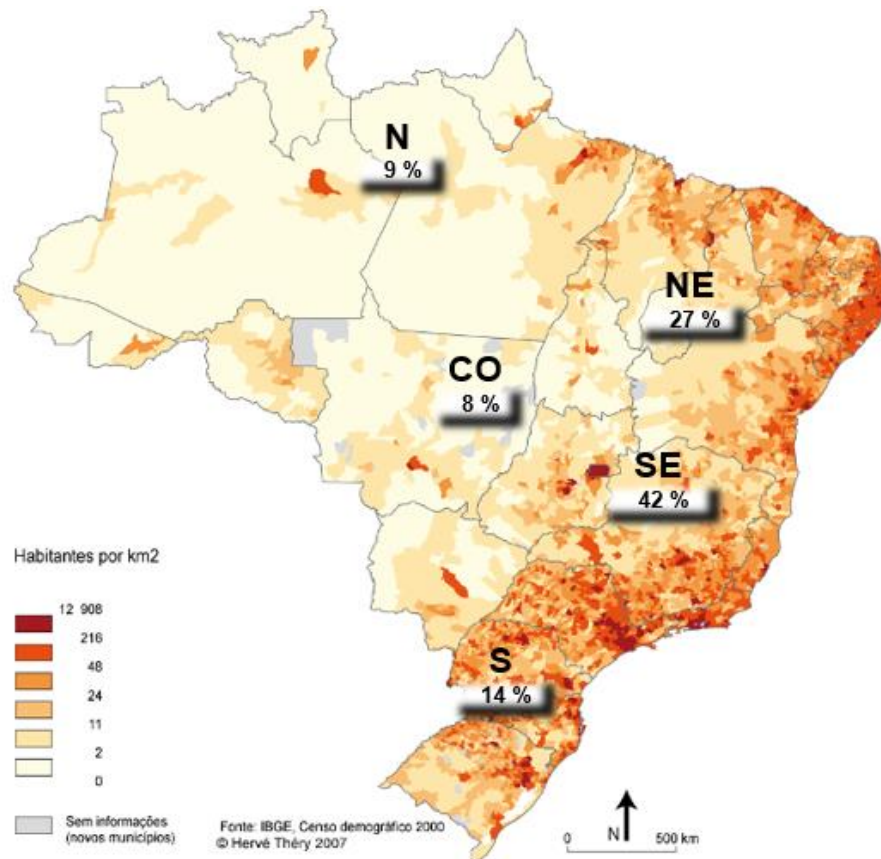 N
9 %
NE
27 %
CO
8 %
SE
42 %
S
14 %
Habitantes por km2
12 908
216
48
24
11
2
0
Sem informações
(novos municípios)
Fonte: IBGE, Censo demográfico 2000
© Hervé Théry 2007
N
0 500 km